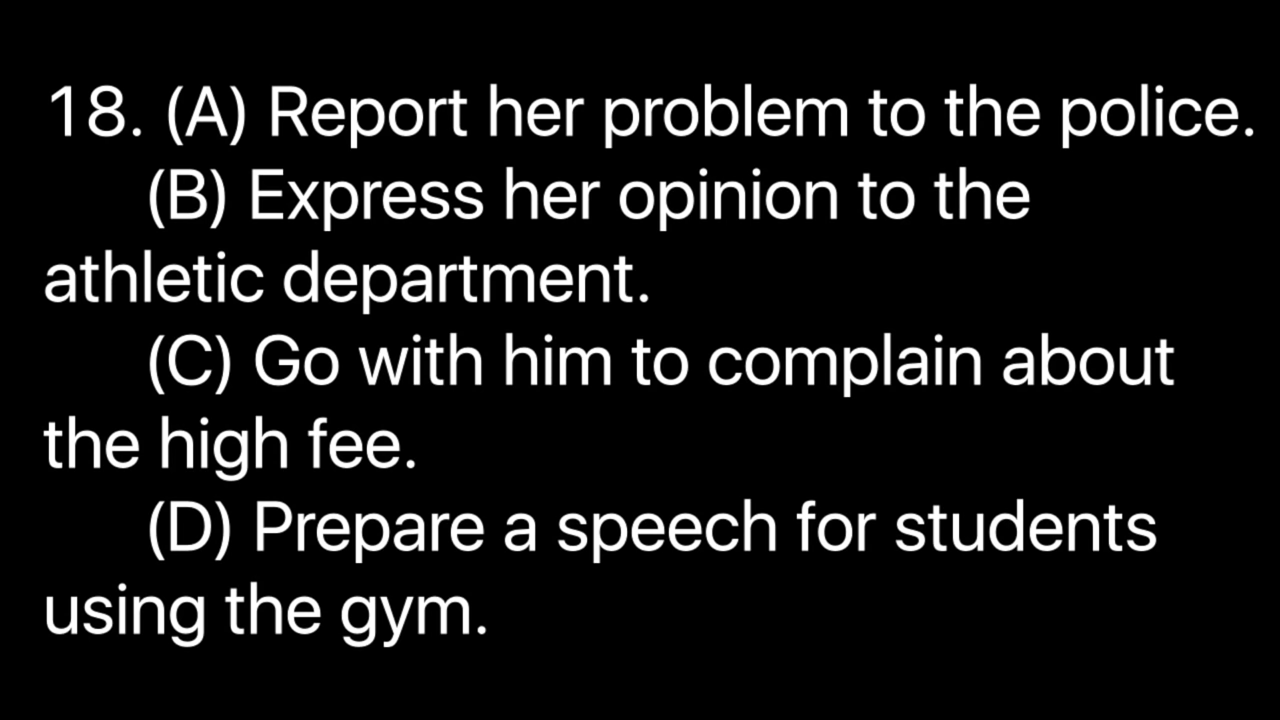 18. (A) Report her problem to the police.
(B) Express her opinion to the
athletic department.
(C) Go with him to complain about
the high fee.
(D) Prepare a speech for students
using the gym.